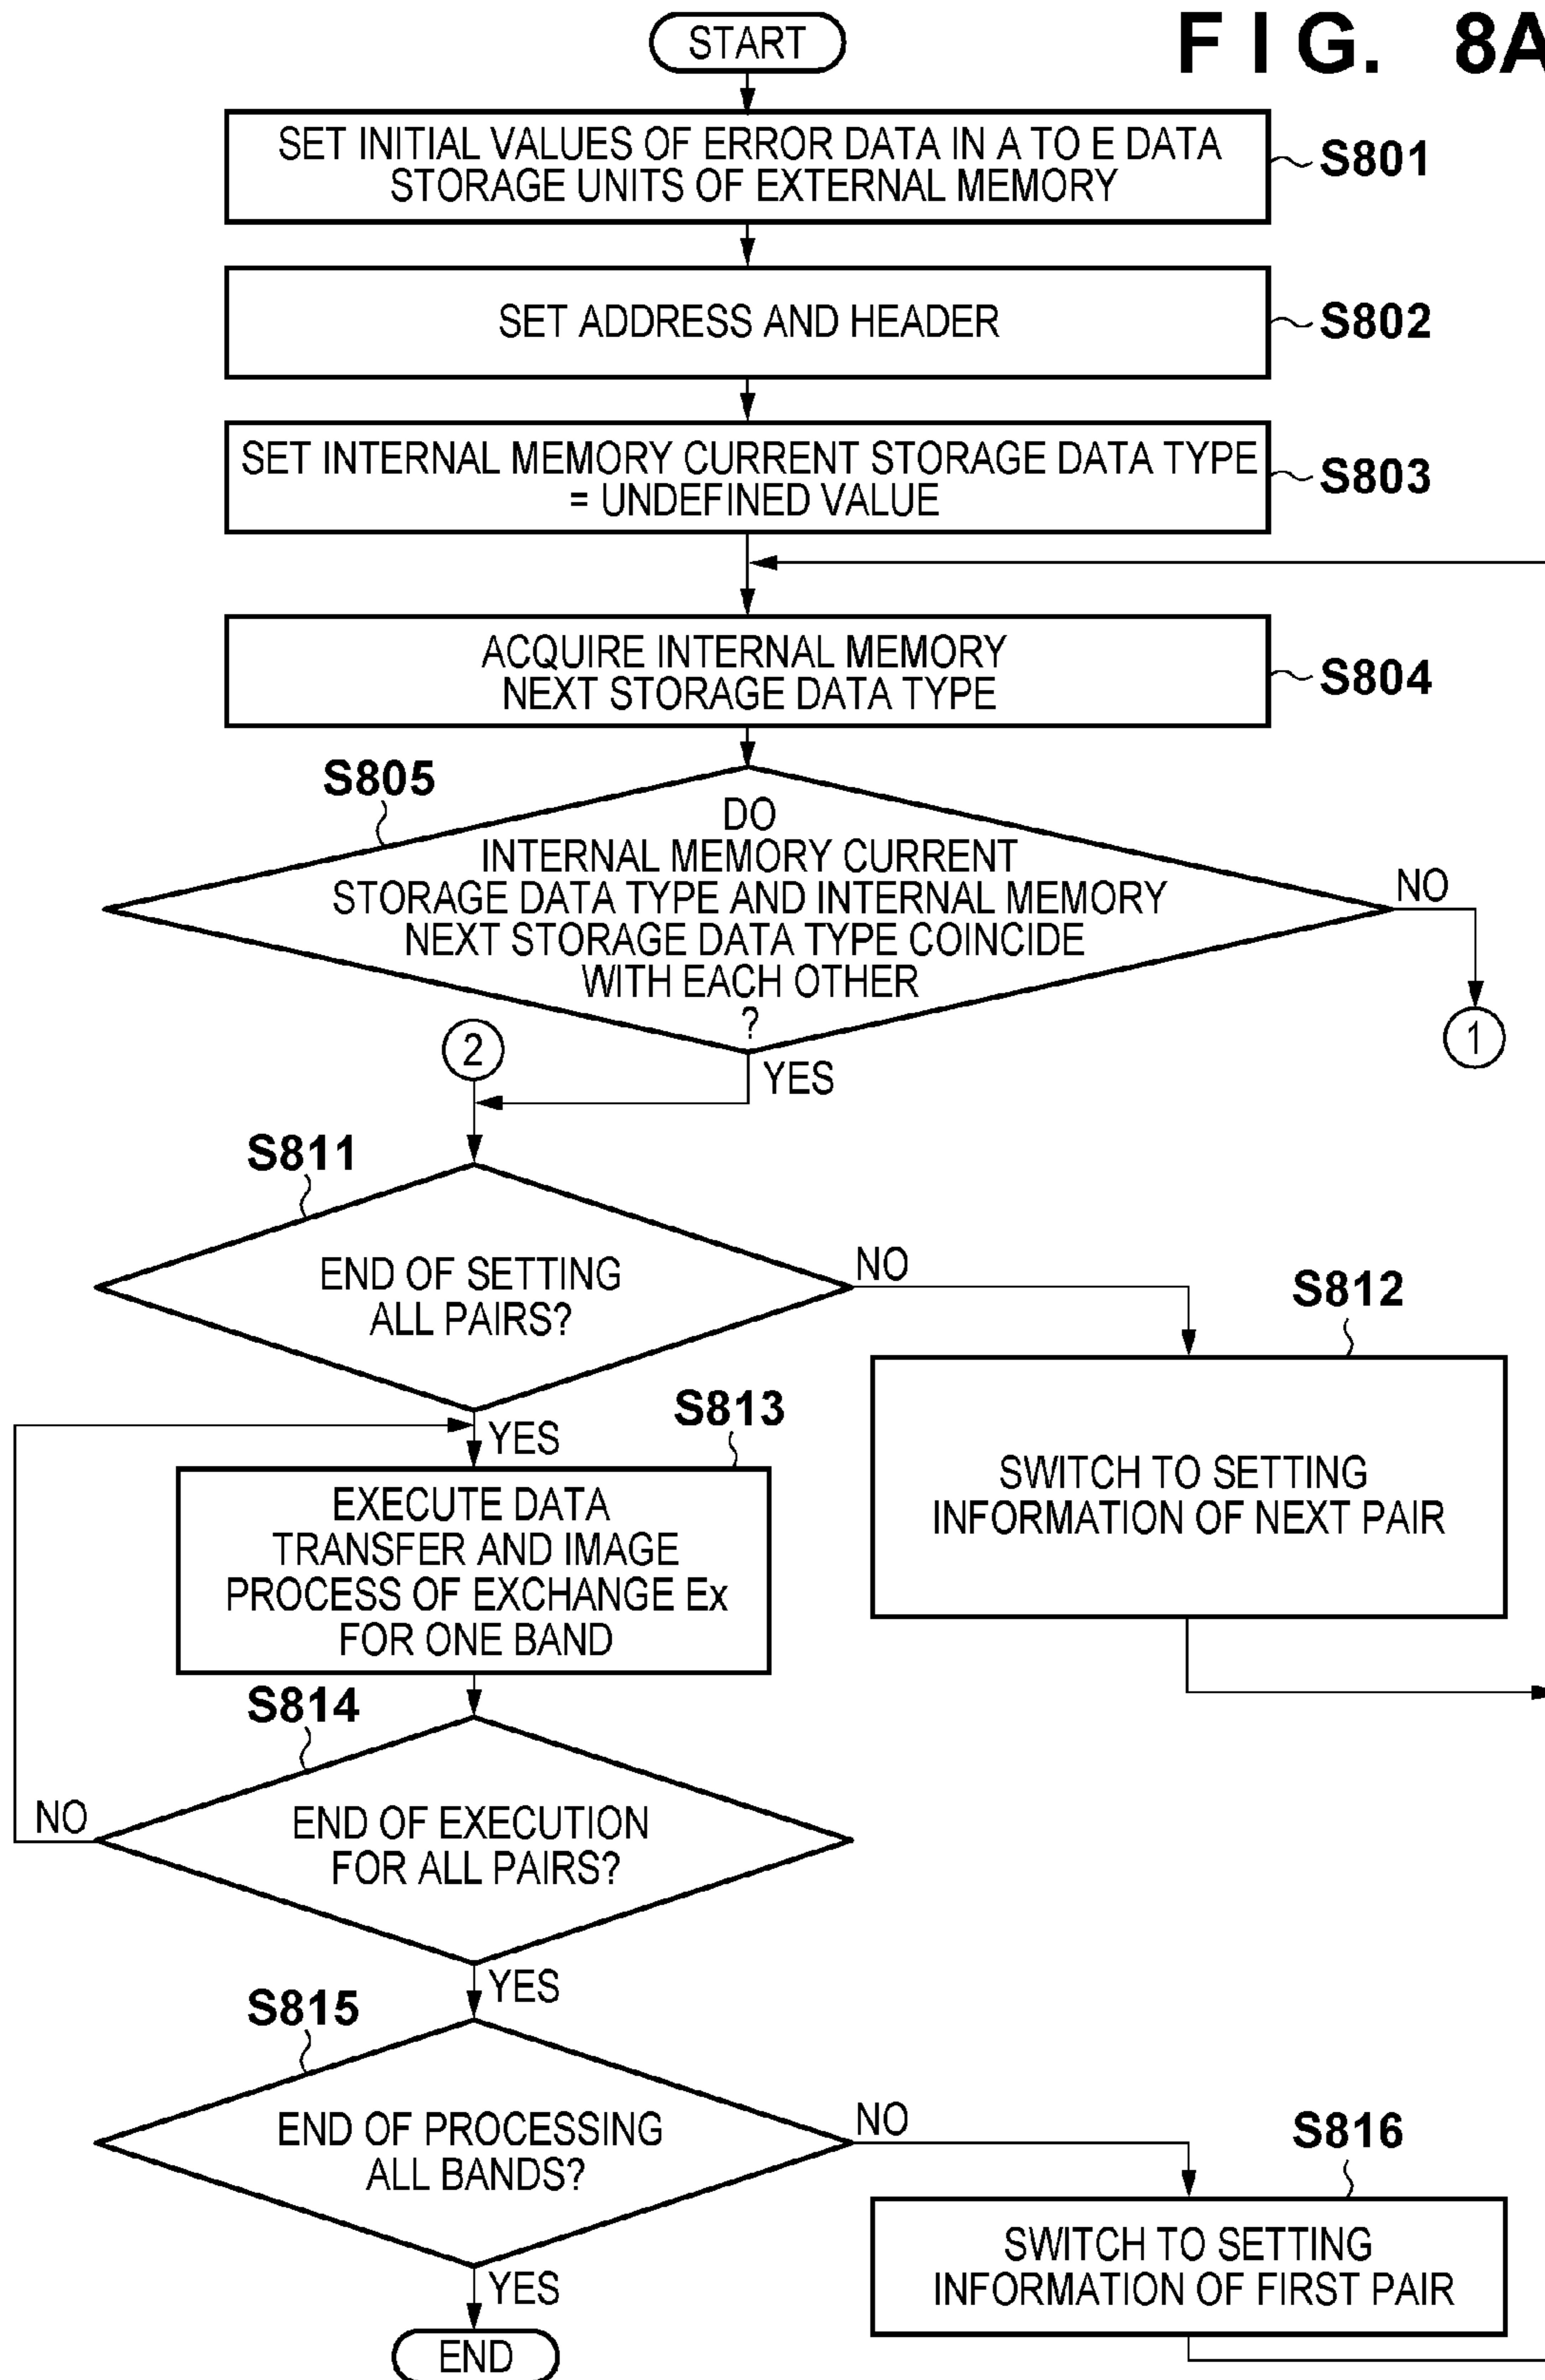 START
F I G. 8A
SET INITIAL VALUES OF ERROR DATA IN A TO E DATA
STORAGE UNITS OF EXTERNAL MEMORY
S801
SET ADDRESS AND HEADER
S802
SET INTERNAL MEMORY CURRENT STORAGE DATA TYPE
= UNDEFINED VALUE
S803
ACQUIRE INTERNAL MEMORY
NEXT STORAGE DATA TYPE
S804
S805
DO
INTERNAL MEMORY CURRENT
STORAGE DATA TYPE AND INTERNAL MEMORY
NEXT STORAGE DATA TYPE COINCIDE
WITH EACH OTHER
?
NO
1
2
YES
S811
END OF SETTING
ALL PAIRS?
NO
S812
SWITCH TO SETTING
INFORMATION OF NEXT PAIR
YES
S813
EXECUTE DATA
TRANSFER AND IMAGE
PROCESS OF EXCHANGE Ex
FOR ONE BAND
S814
NO
END OF EXECUTION
FOR ALL PAIRS?
YES
S815
END OF PROCESSING
ALL BANDS?
NO
S816
SWITCH TO SETTING
INFORMATION OF FIRST PAIR
YES
END